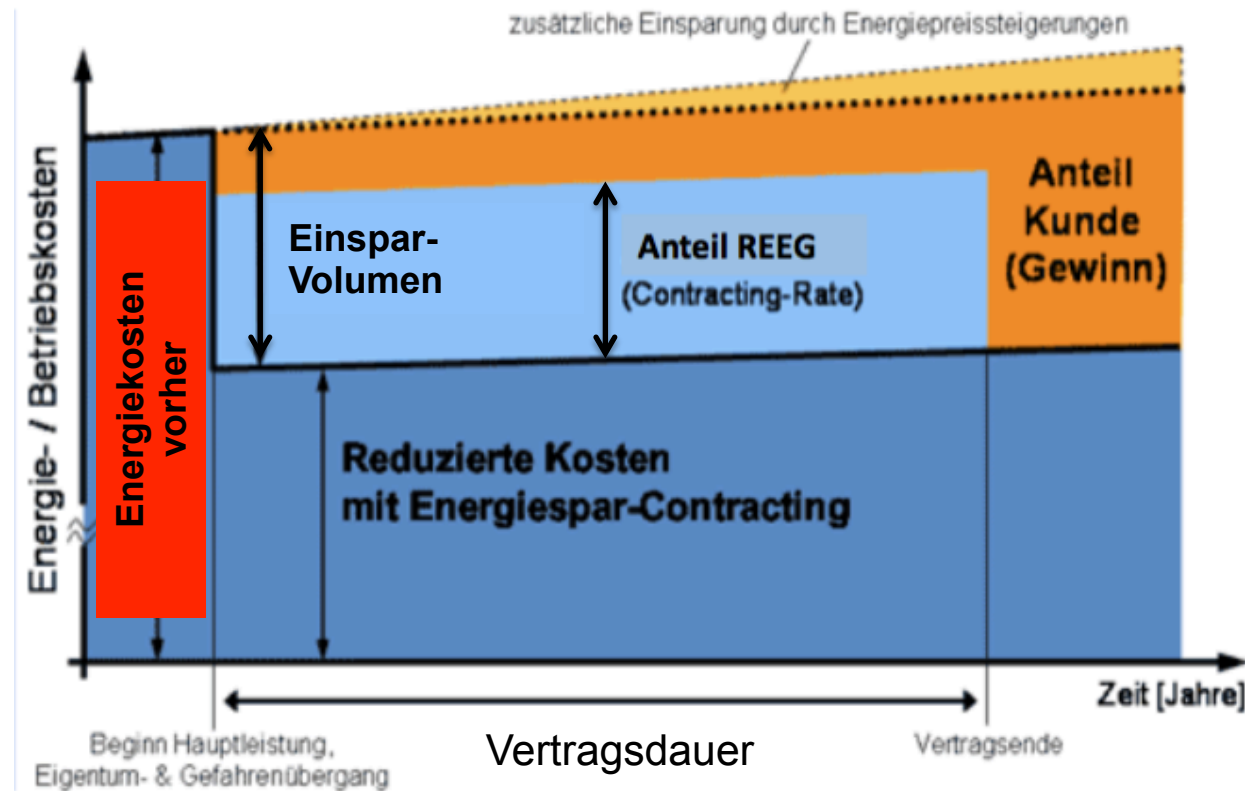 zusätzliche Einsparung durch Energiepreissteigerungen
Energie- / Betriebskosten
Energiekosten
vorher
Einspar-
Volumen
Anteil REEG
(Contracting-Rate)
Anteil
Kunde
(Gewinn)
Reduzierte Kosten
mit Energiespar-Contracting
Zeit [Jahre]
Beginn Hauptleistung,
Eigentum- & Gefahrenübergang
Vertragsdauer
Vertragsende